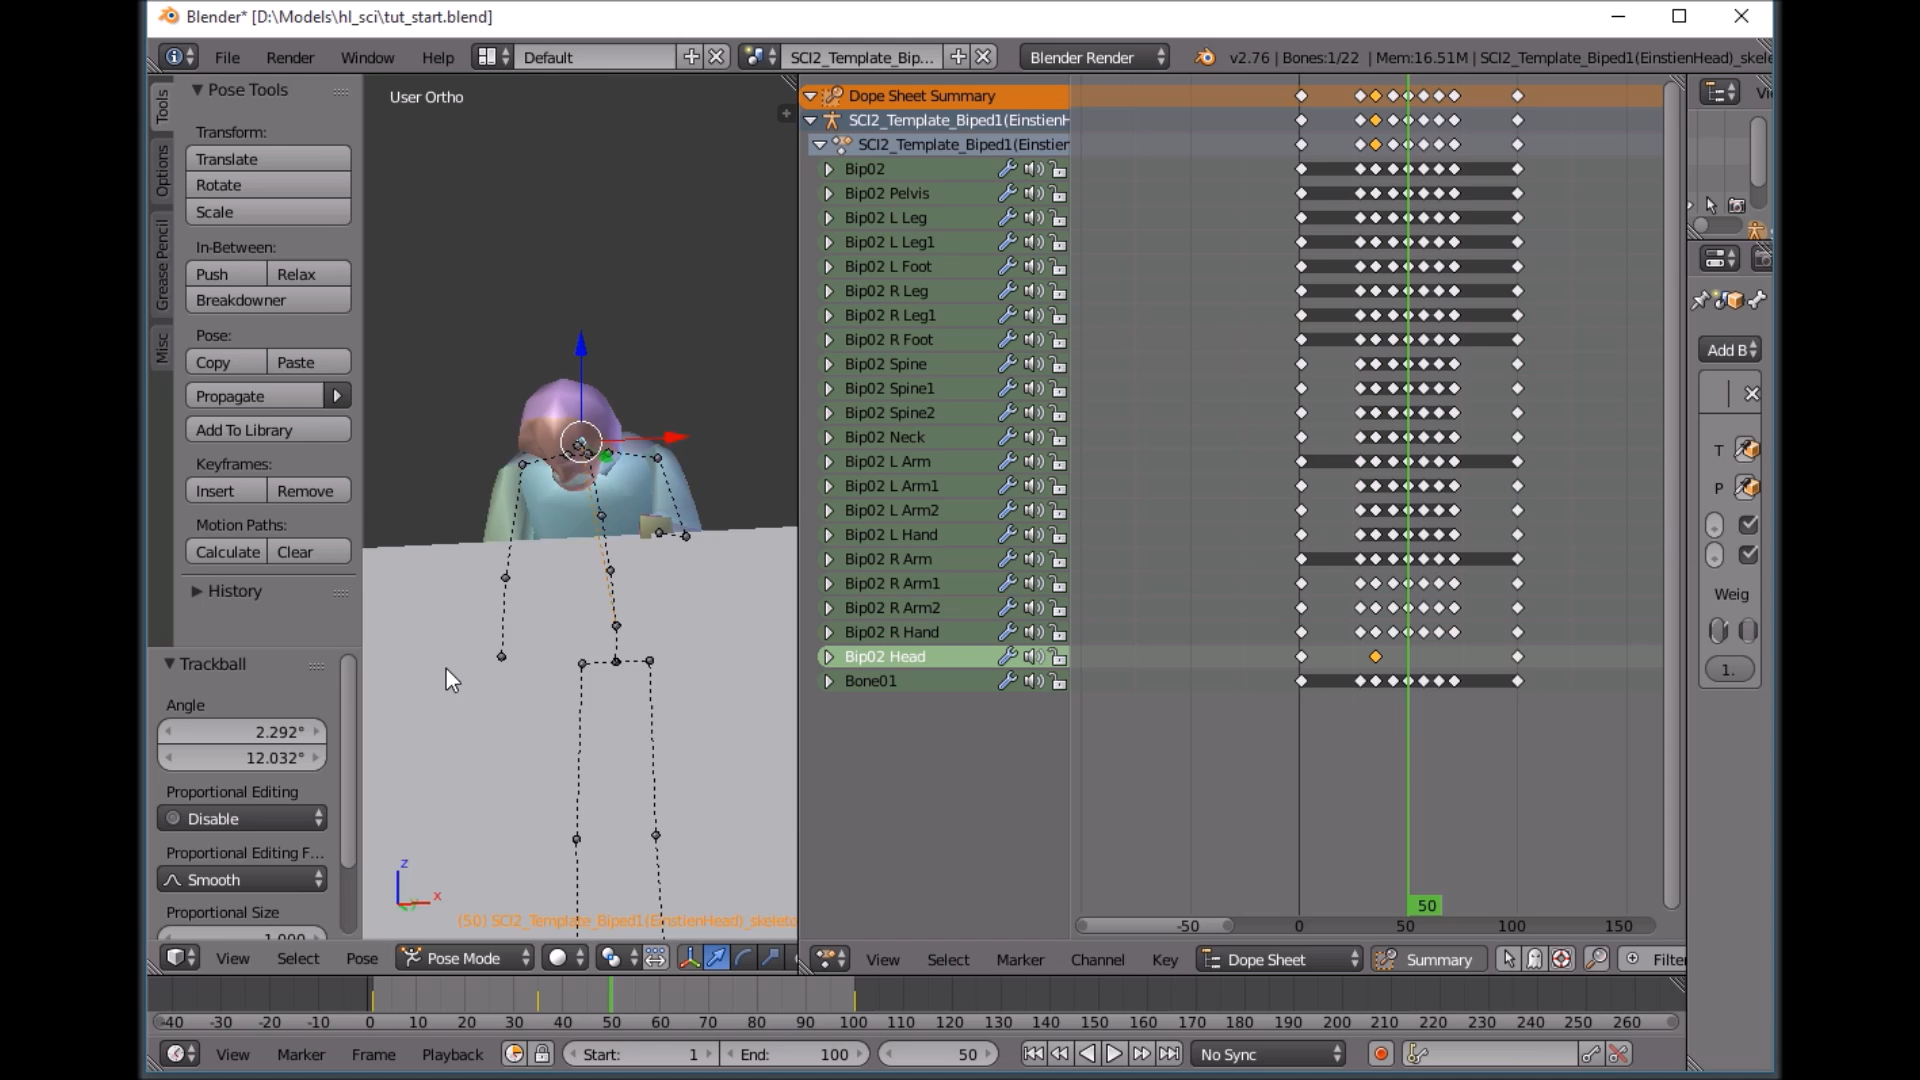 Blender* [D:\Models\hl_sci\tut_start.blend]
File Render Window Help Default SCI2_Template_Bip... Blender Render v2.76 | Bones:1/22 | Mem:16.51M | SCI2_Template_Biped1(EinstienHead)_skele
Tools
Options
Grease Pencil
Misc
Pose Tools
Transform:
Translate
Rotate
Scale
In-Between:
Push Relax
Breakdowner
Pose:
Copy Paste
Propagate
Add To Library
Keyframes:
Insert Remove
Motion Paths:
Calculate Clear
History
Trackball
Angle
2.292°
12.032°
Proportional Editing
Disable
Proportional Editing F...
Smooth
Proportional Size
1.000
User Ortho
z
x
(50) SCI2_Template_Biped1(EinstienHead)_skeleto
View Select Pose Pose Mode
Dope Sheet Summary
SCI2_Template_Biped1(EinstienH
SCI2_Template_Biped1(Einstier
Bip02
Bip02 Pelvis
Bip02 L Leg
Bip02 L Leg1
Bip02 L Foot
Bip02 R Leg
Bip02 R Leg1
Bip02 R Foot
Bip02 Spine
Bip02 Spine1
Bip02 Spine2
Bip02 Neck
Bip02 L Arm
Bip02 L Arm1
Bip02 L Arm2
Bip02 L Hand
Bip02 R Arm
Bip02 R Arm1
Bip02 R Arm2
Bip02 R Hand
Bip02 Head
Bone01
50
-50 0 50 100 150
View Select Marker Channel Key Dope Sheet Summary Filter
Vi
Add B
T
P
Weig
1.
-40 -30 -20 -10 0 10 20 30 40 50 60 70 80 90 100 110 120 130 140 150 160 170 180 190 200 210 220 230 240 250 260
View Marker Frame Playback Start: 1 End: 100 50 No Sync